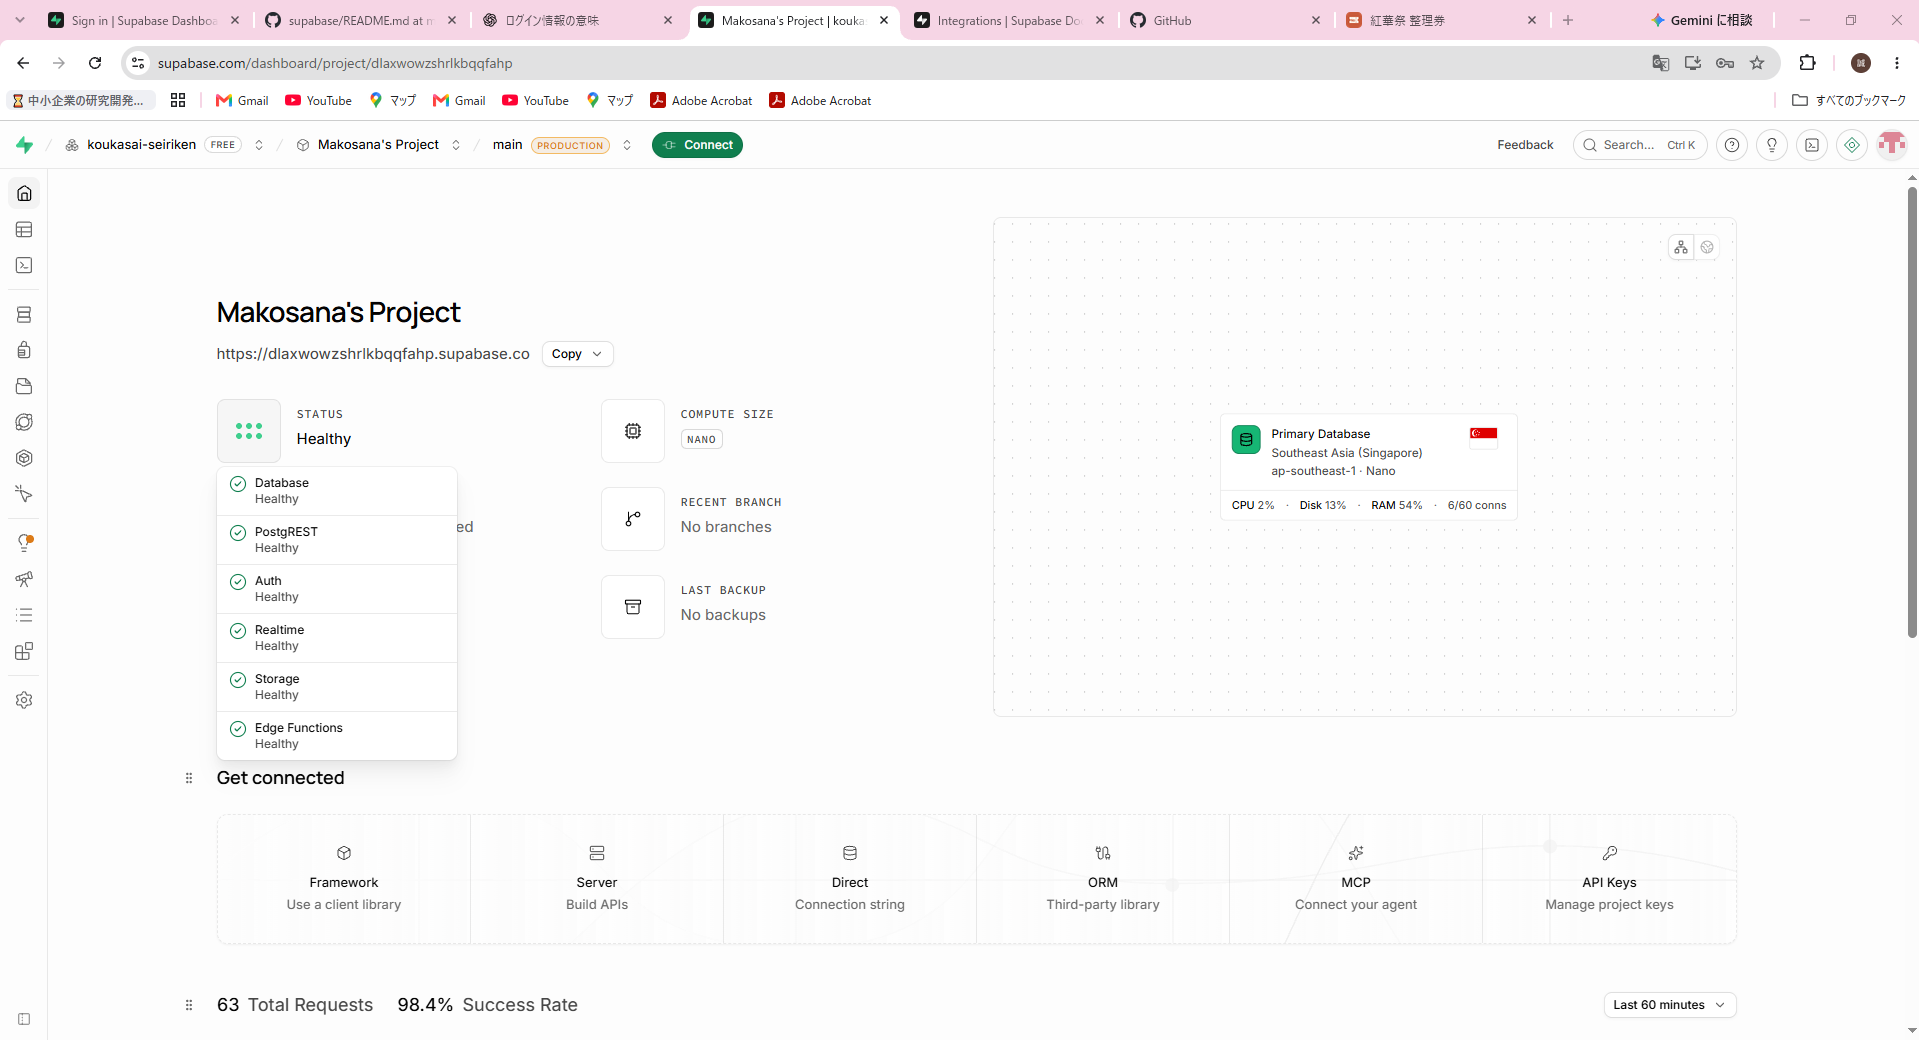 Sign in | Supabase Dashboa
supabase/README.md at m
ログイン情報の意味
Makosana's Project | kouka
Integrations | Supabase Do
GitHub
紅華祭 整理券
Gemini に相談
supabase.com/dashboard/project/dlaxwowzshrlkbqqfahp
中小企業の研究開発...
Gmail
YouTube
マップ
Gmail
YouTube
マップ
Adobe Acrobat
Adobe Acrobat
すべてのブックマーク
koukasai-seiriken FREE
Makosana's Project
main PRODUCTION
Connect
Feedback
Search... Ctrl K
Makosana's Project
https://dlaxwowzshrlkbqqfahp.supabase.co
Copy
STATUS
Healthy
COMPUTE SIZE
NANO
Database
Healthy
PostgREST
Healthy
Auth
Healthy
Realtime
Healthy
Storage
Healthy
Edge Functions
Healthy
ed
RECENT BRANCH
No branches
LAST BACKUP
No backups
Primary Database
Southeast Asia (Singapore)
ap-southeast-1 · Nano
CPU 2% · Disk 13% · RAM 54% · 6/60 conns
Get connected
Framework
Use a client library
Server
Build APIs
Direct
Connection string
ORM
Third-party library
MCP
Connect your agent
API Keys
Manage project keys
63 Total Requests 98.4% Success Rate
Last 60 minutes